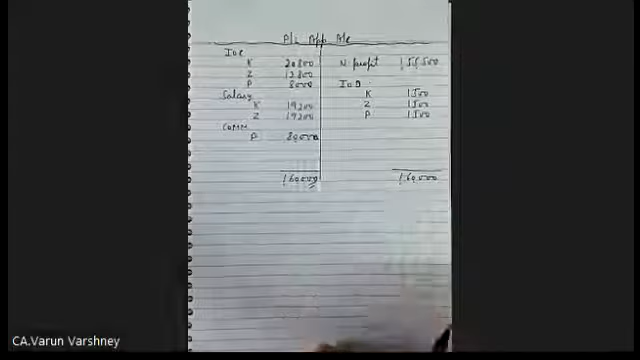 P/L App A/c
IOC
K 20800
Z 12800
P 8000
Salary
K 19200
Z 19200
COMM
P 80000
160000
N. profit 155500
IOD
K 1500
Z 1500
P 1500
160000
CA.Varun Varshney